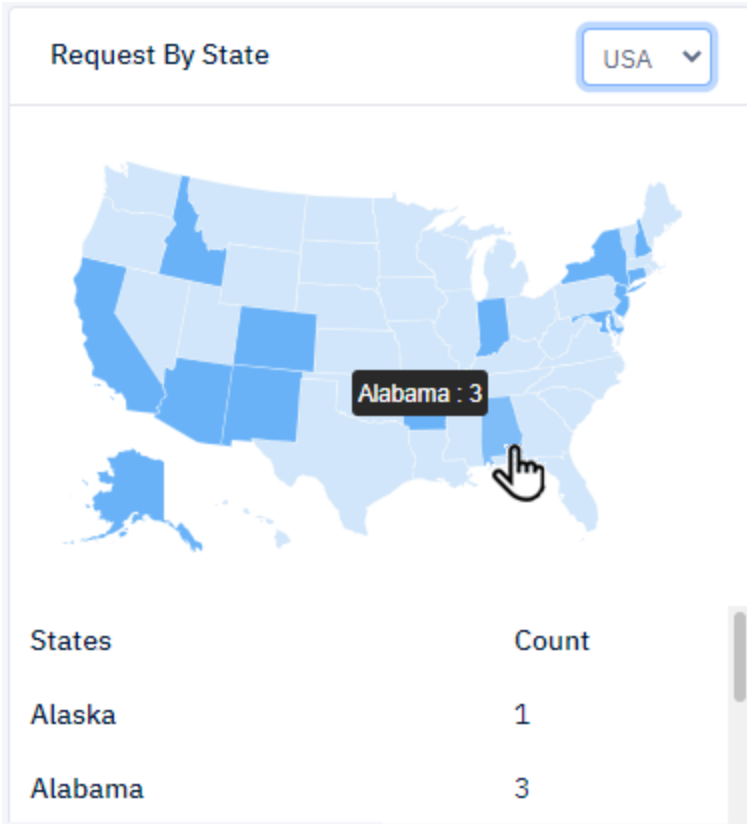 Request By State
USA
Alabama : 3
States Count
Alaska 1
Alabama 3